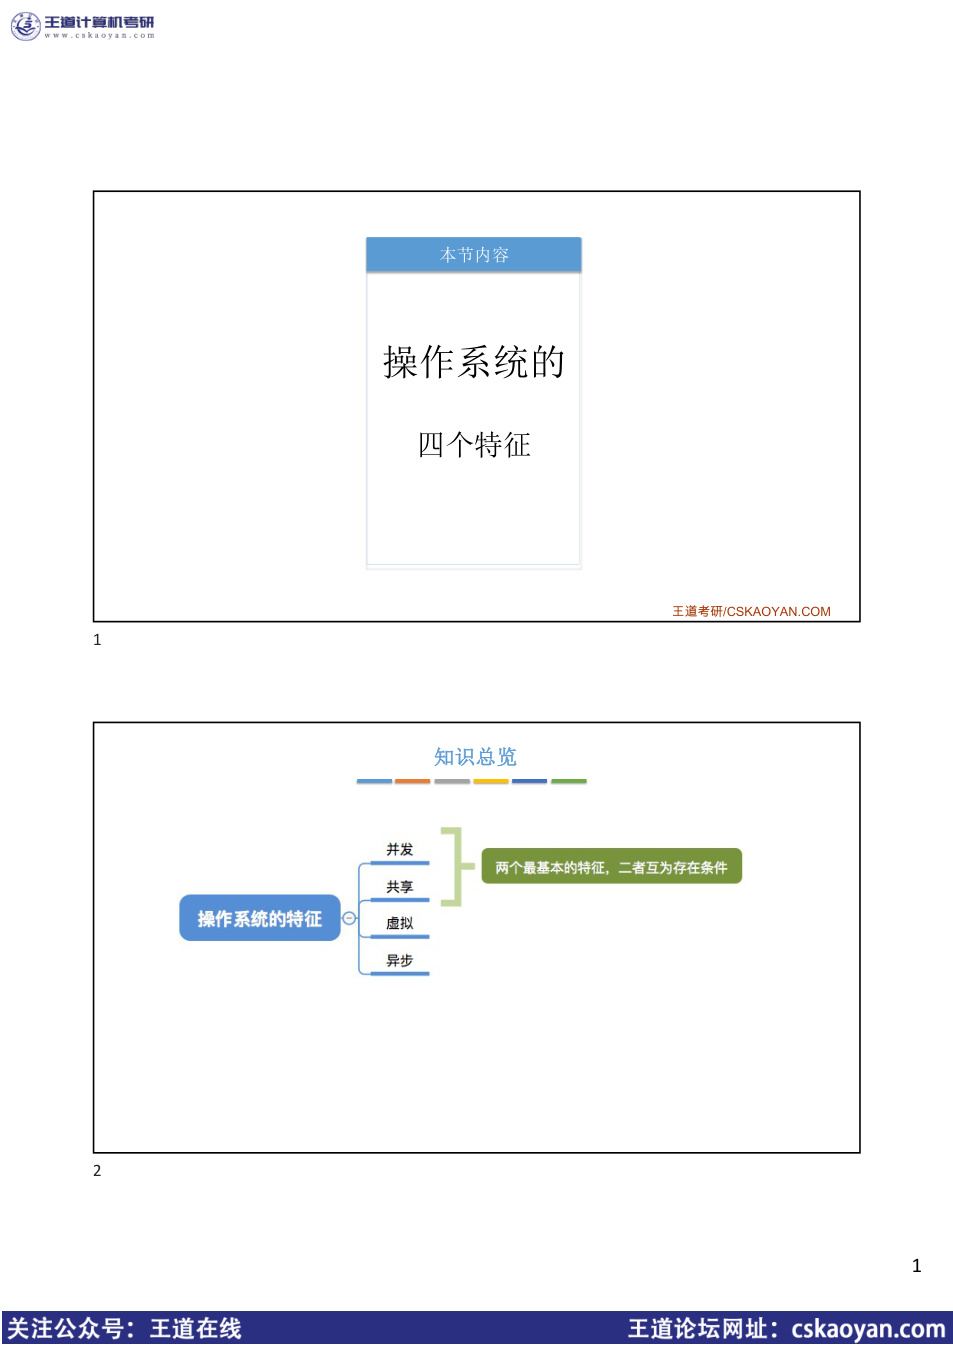 王道计算机考研
www.cskaoyan.com
本节内容
操作系统的
四个特征
王道考研/CSKAOYAN.COM
1
知识总览
并发
共享
虚拟
异步
操作系统的特征
两个最基本的特征，二者互为存在条件
2
1
关注公众号：王道在线
王道论坛网址：cskaoyan.com